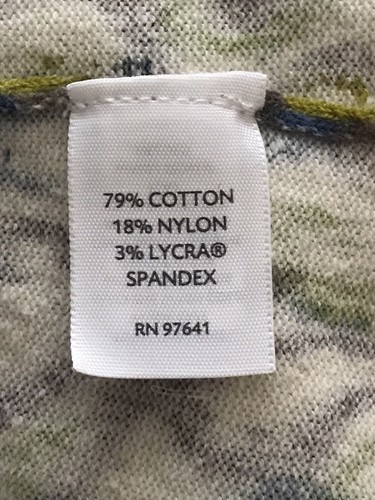 79% COTTON
18% NYLON
3% LYCRA®
SPANDEX
RN 97641